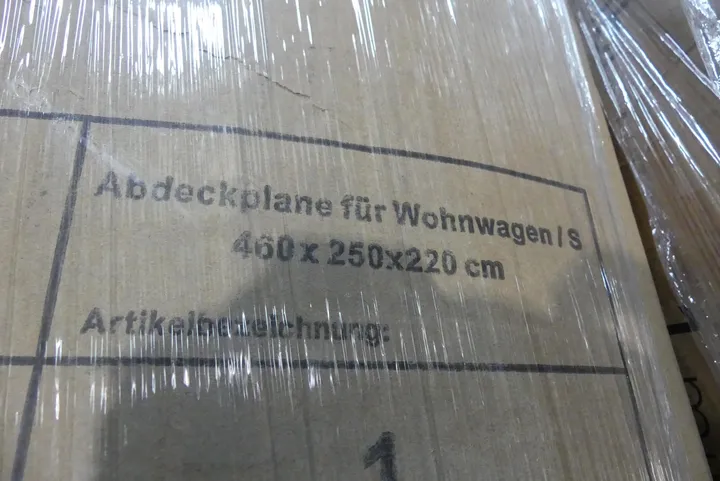 Abdeckplane für Wohnwagen / S
460 x 250x220 cm
Artikelbezeichnung:
1